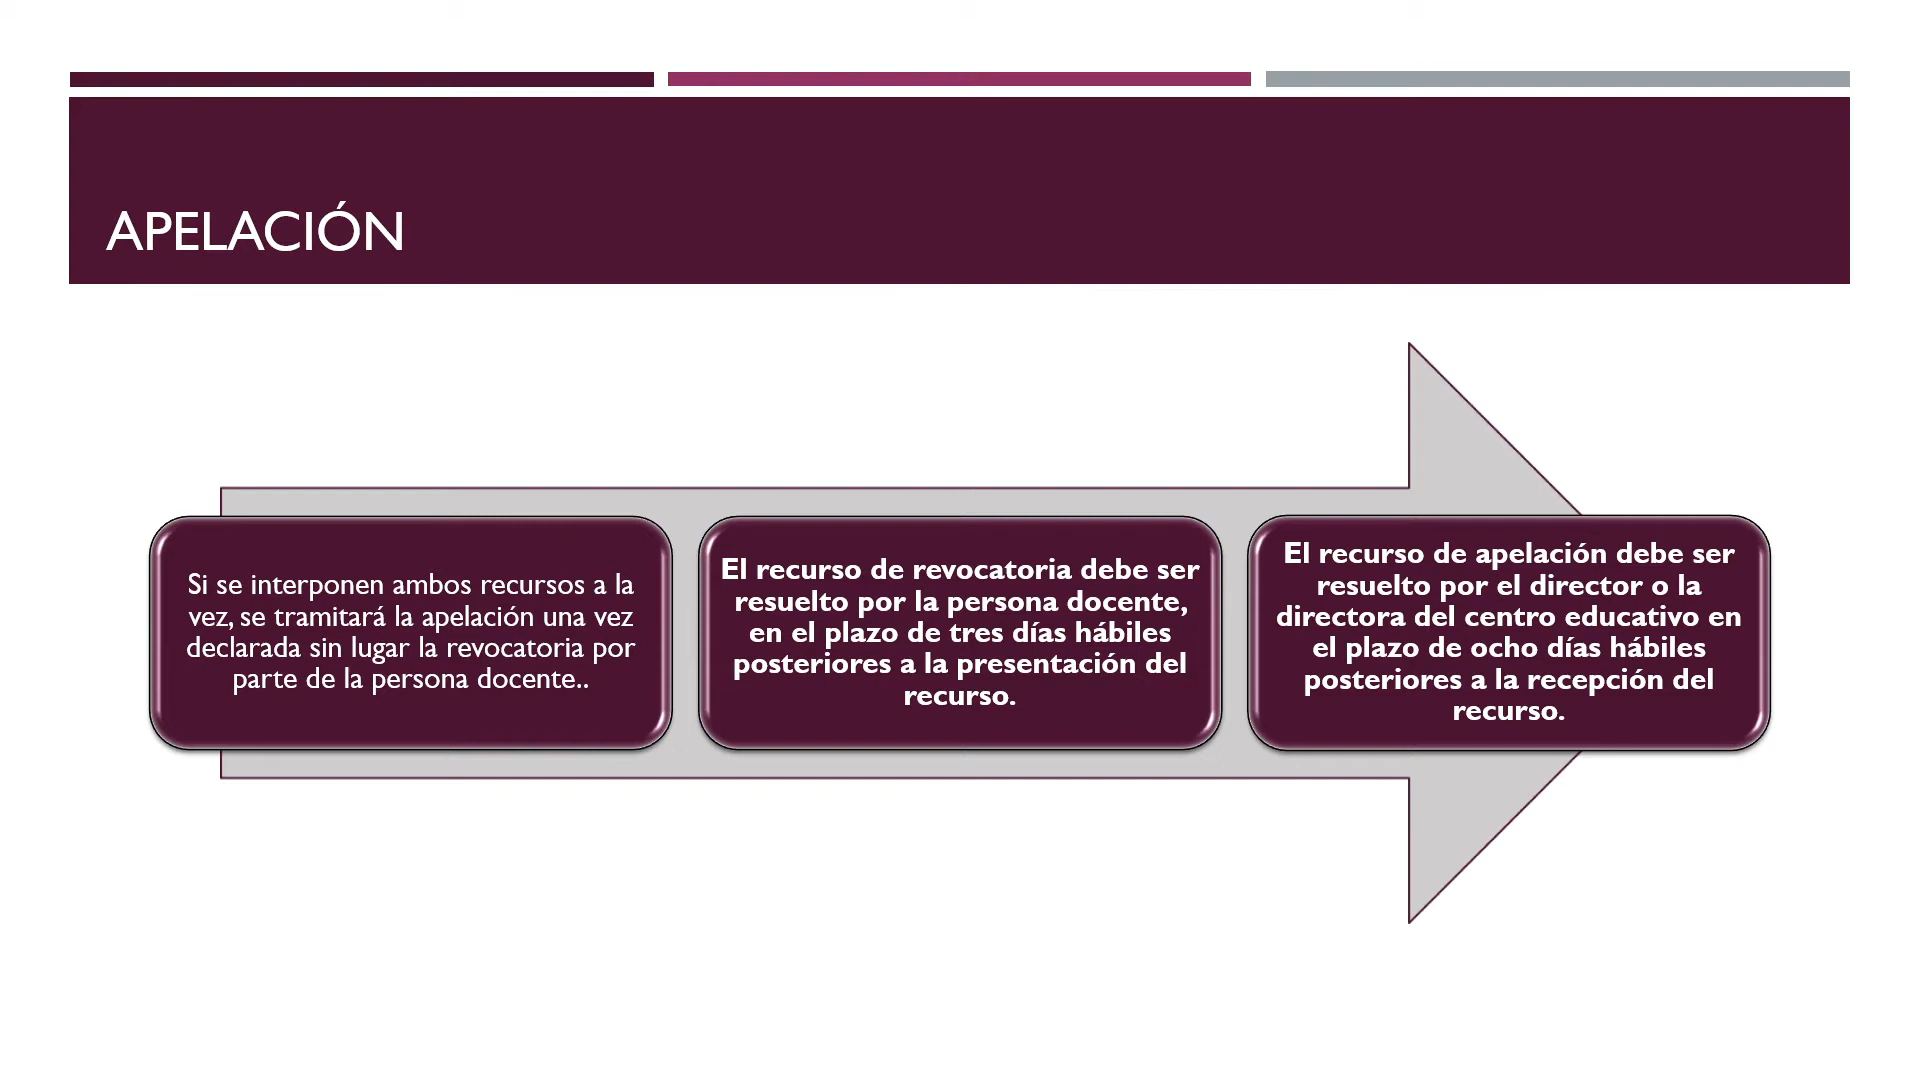 APELACIÓN
Si se interponen ambos recursos a la
vez, se tramitará la apelación una vez
declarada sin lugar la revocatoria por
parte de la persona docente..
El recurso de revocatoria debe ser
resuelto por la persona docente,
en el plazo de tres días hábiles
posteriores a la presentación del
recurso.
El recurso de apelación debe ser
resuelto por el director o la
directora del centro educativo en
el plazo de ocho días hábiles
posteriores a la recepción del
recurso.